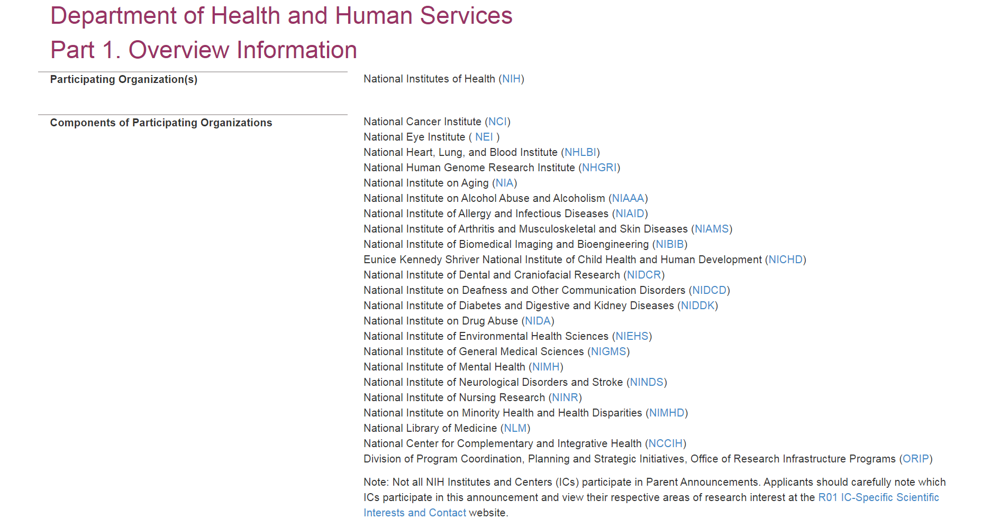 Department of Health and Human Services
Part 1. Overview Information
Participating Organization(s)
National Institutes of Health (NIH)
Components of Participating Organizations
National Cancer Institute (NCI)
National Eye Institute ( NEI )
National Heart, Lung, and Blood Institute (NHLBI)
National Human Genome Research Institute (NHGRI)
National Institute on Aging (NIA)
National Institute on Alcohol Abuse and Alcoholism (NIAAA)
National Institute of Allergy and Infectious Diseases (NIAID)
National Institute of Arthritis and Musculoskeletal and Skin Diseases (NIAMS)
National Institute of Biomedical Imaging and Bioengineering (NIBIB)
Eunice Kennedy Shriver National Institute of Child Health and Human Development (NICHD)
National Institute of Dental and Craniofacial Research (NIDCR)
National Institute on Deafness and Other Communication Disorders (NIDCD)
National Institute of Diabetes and Digestive and Kidney Diseases (NIDDK)
National Institute on Drug Abuse (NIDA)
National Institute of Environmental Health Sciences (NIEHS)
National Institute of General Medical Sciences (NIGMS)
National Institute of Mental Health (NIMH)
National Institute of Neurological Disorders and Stroke (NINDS)
National Institute of Nursing Research (NINR)
National Institute on Minority Health and Health Disparities (NIMHD)
National Library of Medicine (NLM)
National Center for Complementary and Integrative Health (NCCIH)
Division of Program Coordination, Planning and Strategic Initiatives, Office of Research Infrastructure Programs (ORIP)
Note: Not all NIH Institutes and Centers (ICs) participate in Parent Announcements. Applicants should carefully note which
ICs participate in this announcement and view their respective areas of research interest at the R01 IC-Specific Scientific
Interests and Contact website.